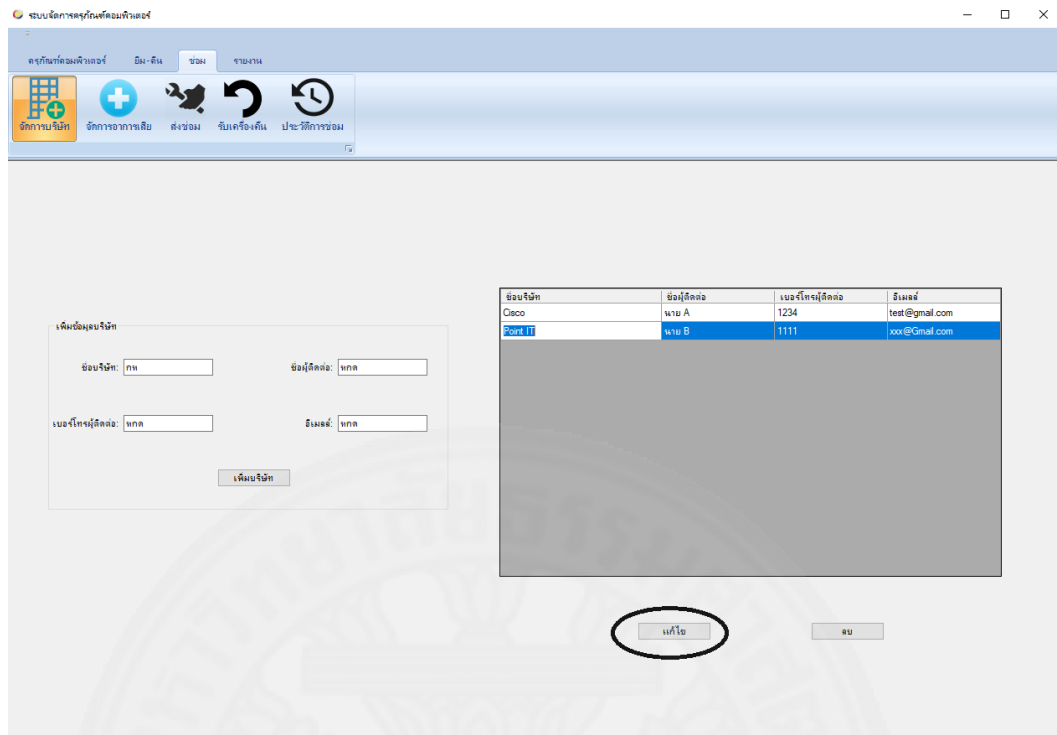 ระบบจัดการครุภัณฑ์คอมพิวเตอร์
ครุภัณฑ์คอมพิวเตอร์ ยืม-คืน ซ่อม รายงาน
จัดการบริษัท จัดการอาการเสีย ส่งซ่อม รับเครื่องคืน ประวัติการซ่อม
ชื่อบริษัท ชื่อผู้ติดต่อ เบอร์โทรผู้ติดต่อ อีเมลล์
Cisco นาย A 1234 test@gmail.com
Point IT นาย B 1111 xxx@Gmail.com
เพิ่มข้อมูลบริษัท
ชื่อบริษัท: กห ชื่อผู้ติดต่อ: หกด
เบอร์โทรผู้ติดต่อ: หกด อีเมลล์: หกด
เพิ่มบริษัท
แก้ไข ลบ